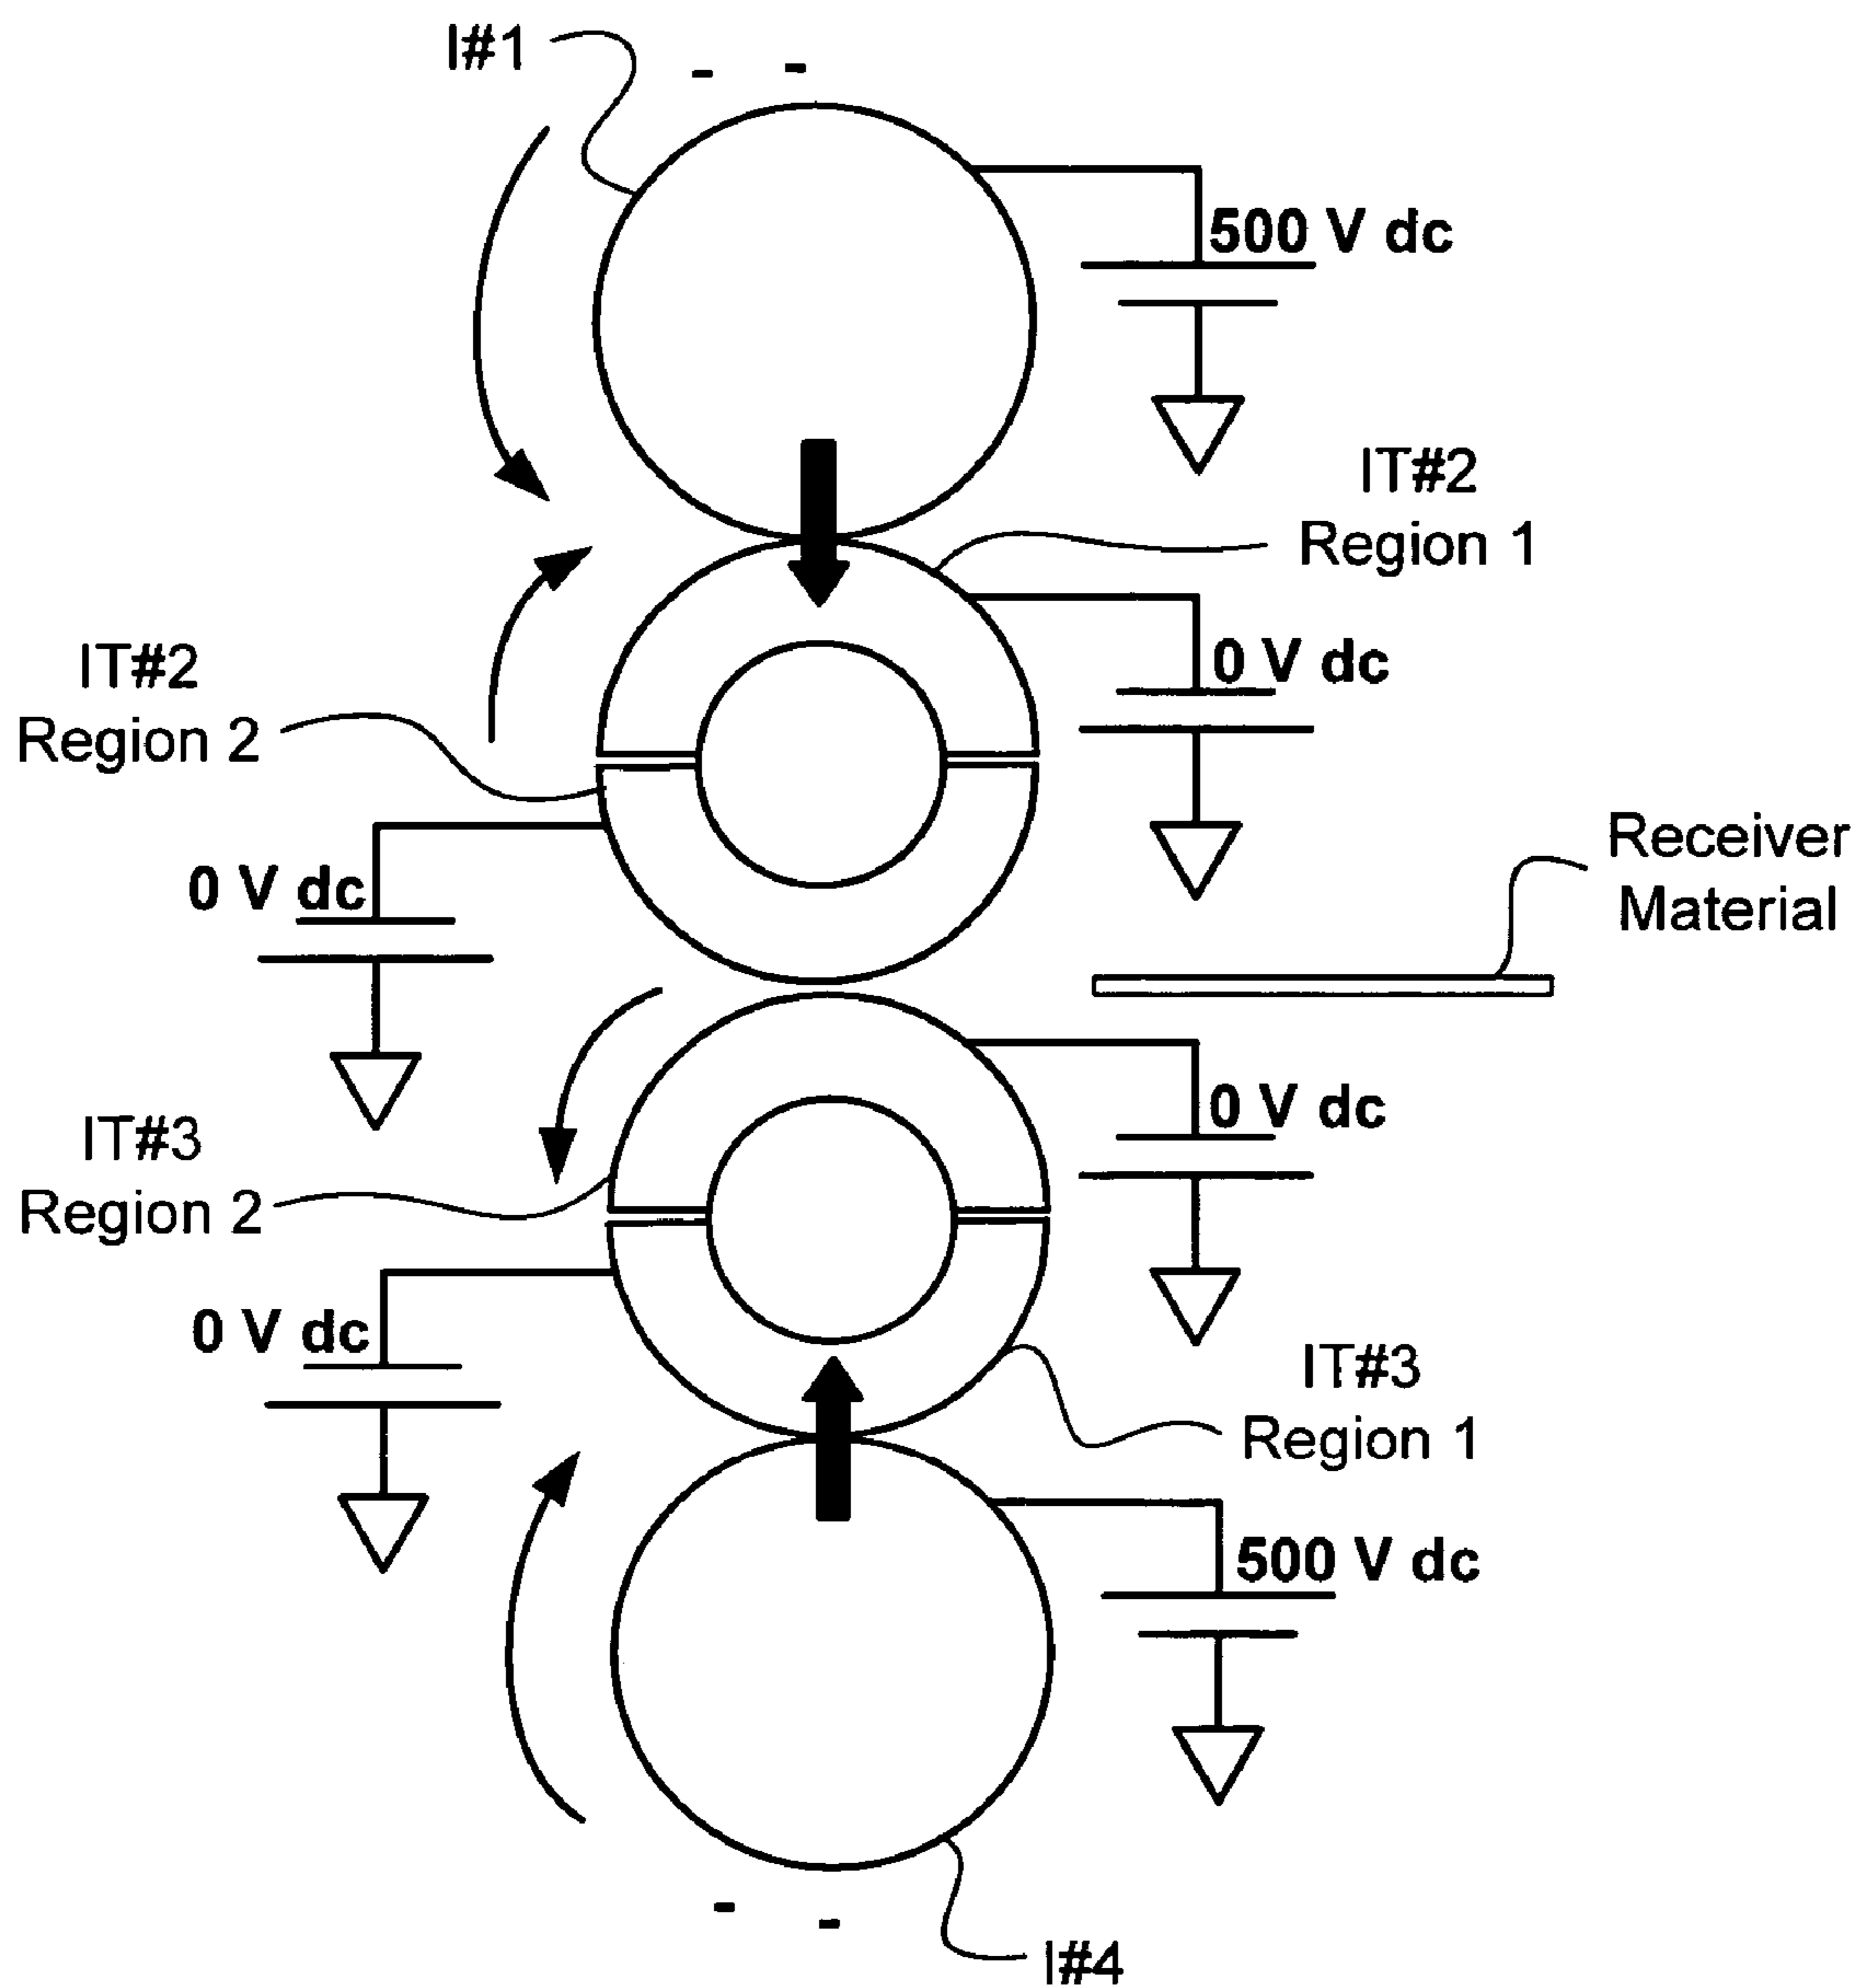 I#1
500 V dc
IT#2
Region 1
IT#2
Region 2
0 V dc
Receiver
Material
0 V dc
0 V dc
IT#3
Region 2
0 V dc
IT#3
Region 1
500 V dc
I#4